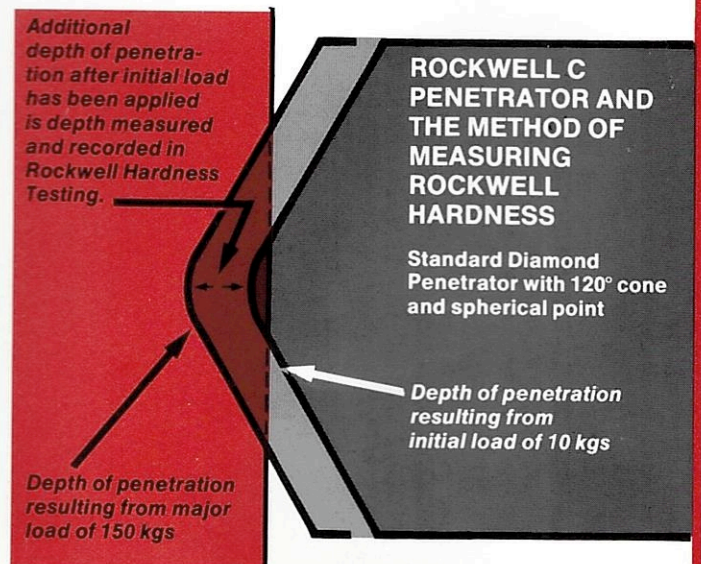 Additional
depth of penetra-
tion after initial load
has been applied
is depth measured
and recorded in
Rockwell Hardness
Testing.
ROCKWELL C
PENETRATOR AND
THE METHOD OF
MEASURING
ROCKWELL
HARDNESS
Standard Diamond
Penetrator with 120° cone
and spherical point
Depth of penetration
resulting from
initial load of 10 kgs
Depth of penetration
resulting from major
load of 150 kgs